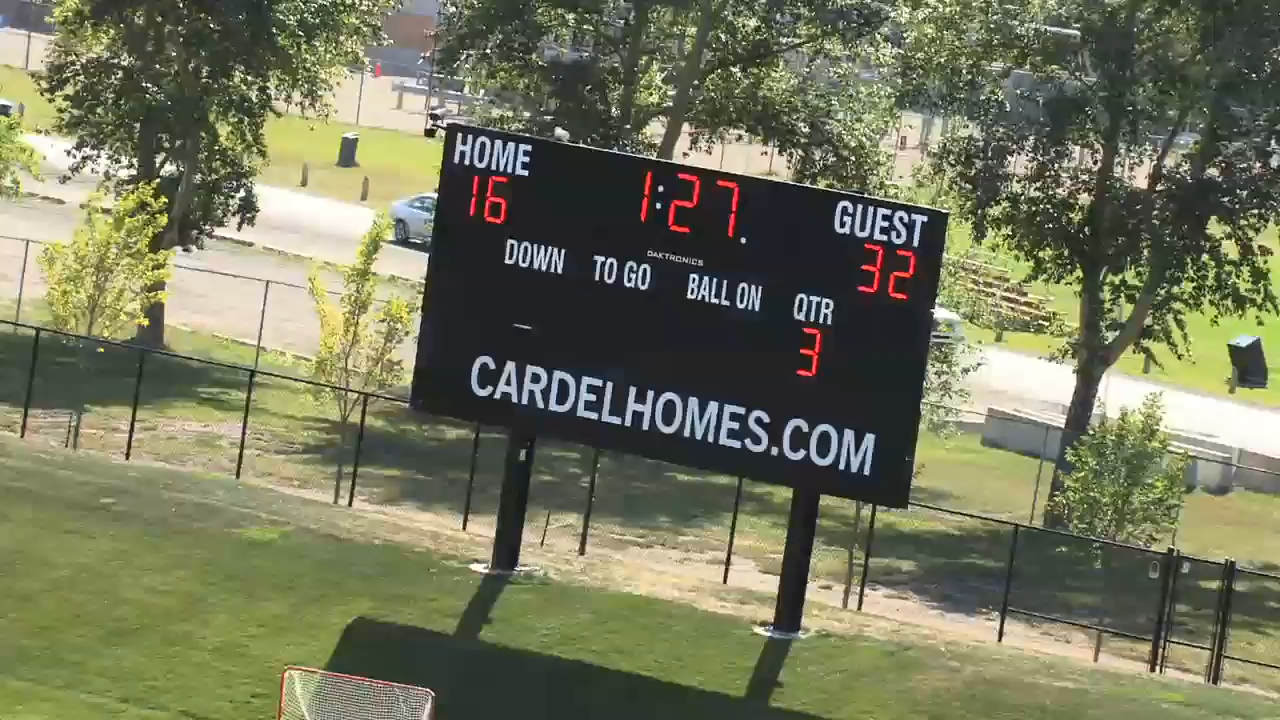 HOME 1:27. GUEST
16 32
DAKTRONICS
DOWN TO GO BALL ON QTR
3
CARDELHOMES.COM